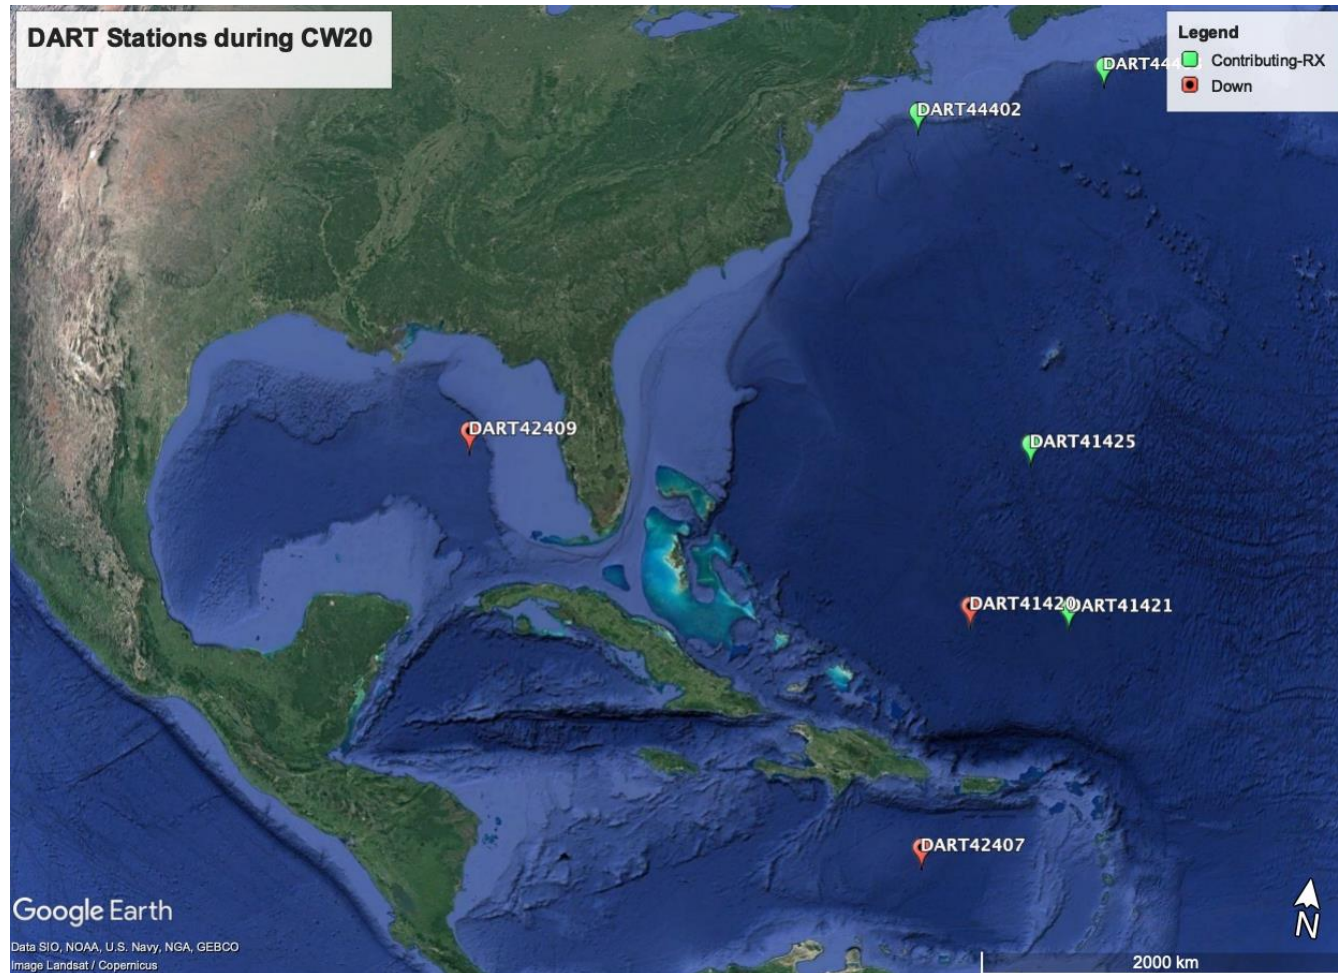 DART Stations during CW20
Legend
Contributing-RX
Down
DART44402
DART42409
DART41425
DART41420
DART41421
DART42407
Google Earth
N
Data SIO, NOAA, U.S. Navy, NGA, GEBCO
Image Landsat / Copernicus
2000 km